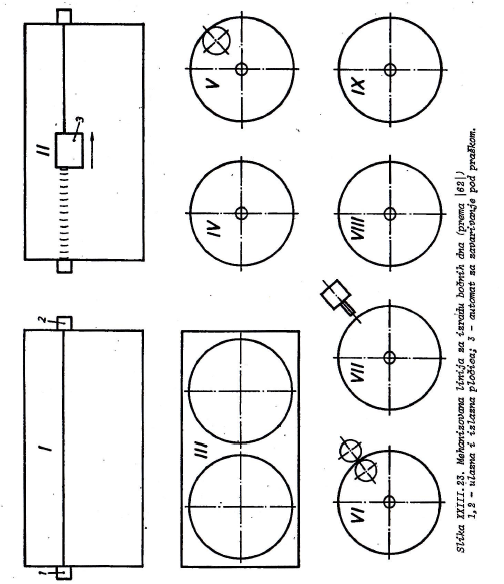 I
1
2
II
3
III
IV
V
VI
VII
VIII
IX
Slika XXIII.23. Mehanizovana linija za izradu bočnih dna (prema |62|)
1,2 - ulazna i izlazna pločica; 3 - automat za zavarivanje pod praškom.